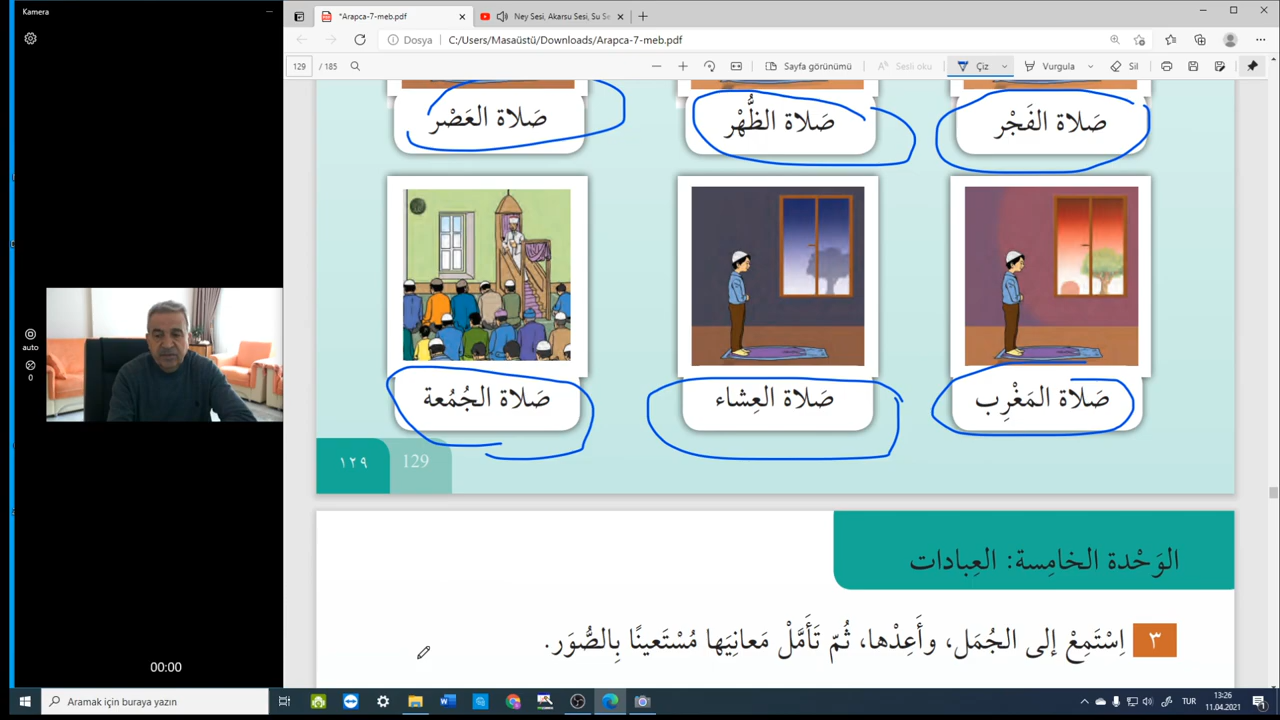 Kamera
*Arapca-7-meb.pdf
Ney Sesi, Akarsu Sesi, Su Se
Dosya
C:/Users/Masaüstü/Downloads/Arapca-7-meb.pdf
129 / 185
Sayfa görünümü
Sesli oku
Çiz
Vurgula
Sil
صَلاة الفَجْر
صَلاة الظُّهْر
صَلاة العَصْر
صَلاة المَغْرِب
صَلاة العِشاء
صَلاة الجُمُعة
١٢٩ 129
auto
0
الوَحْدة الخامِسة: العِبادات
٣ اِسْتَمِعْ إلى الجُمَل، وأَعِدْها، ثُمّ تَأَمَّلْ مَعانِيَها مُسْتَعينًا بِالصُّوَر.
00:00
Aramak için buraya yazın
TUR
13:26
11.04.2021